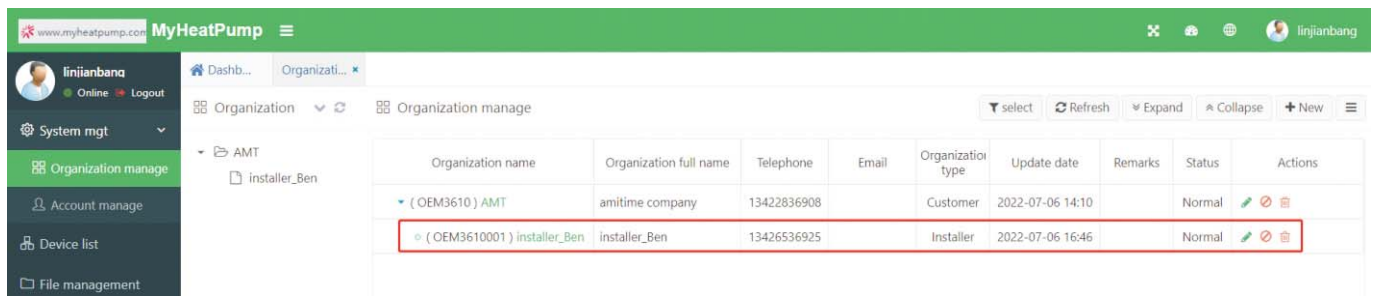 www.myheatpump.com MyHeatPump linjianbang
linjianbang
Online Logout
Dashb... Organizati... ×
System mgt
Organization manage
Account manage
Device list
File management
Organization
AMT
installer_Ben
Organization manage select Refresh Expand Collapse New
Organization name Organization full name Telephone Email Organization type Update date Remarks Status Actions
( OEM3610 ) AMT amitime company 13422836908 Customer 2022-07-06 14:10 Normal
( OEM3610001 ) installer_Ben installer_Ben 13426536925 Installer 2022-07-06 16:46 Normal